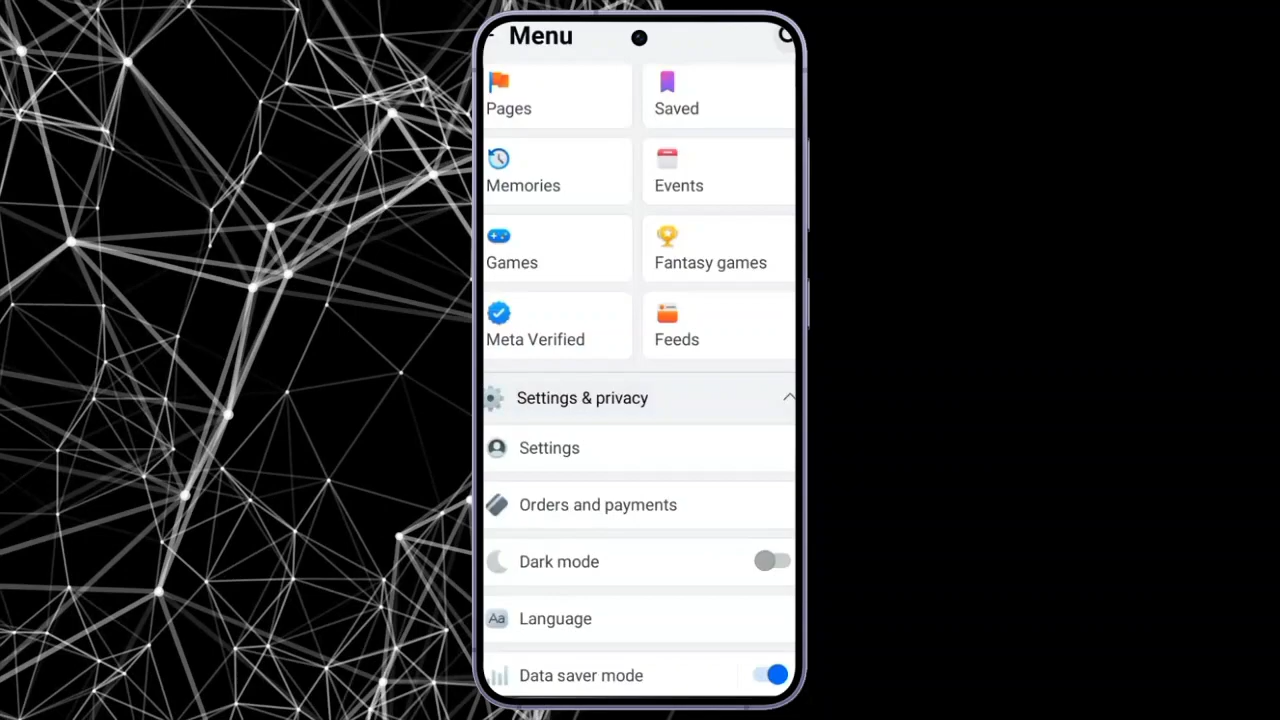 Menu
Pages
Saved
Memories
Events
Games
Fantasy games
Meta Verified
Feeds
Settings & privacy
Settings
Orders and payments
Dark mode
Aa
Language
Data saver mode